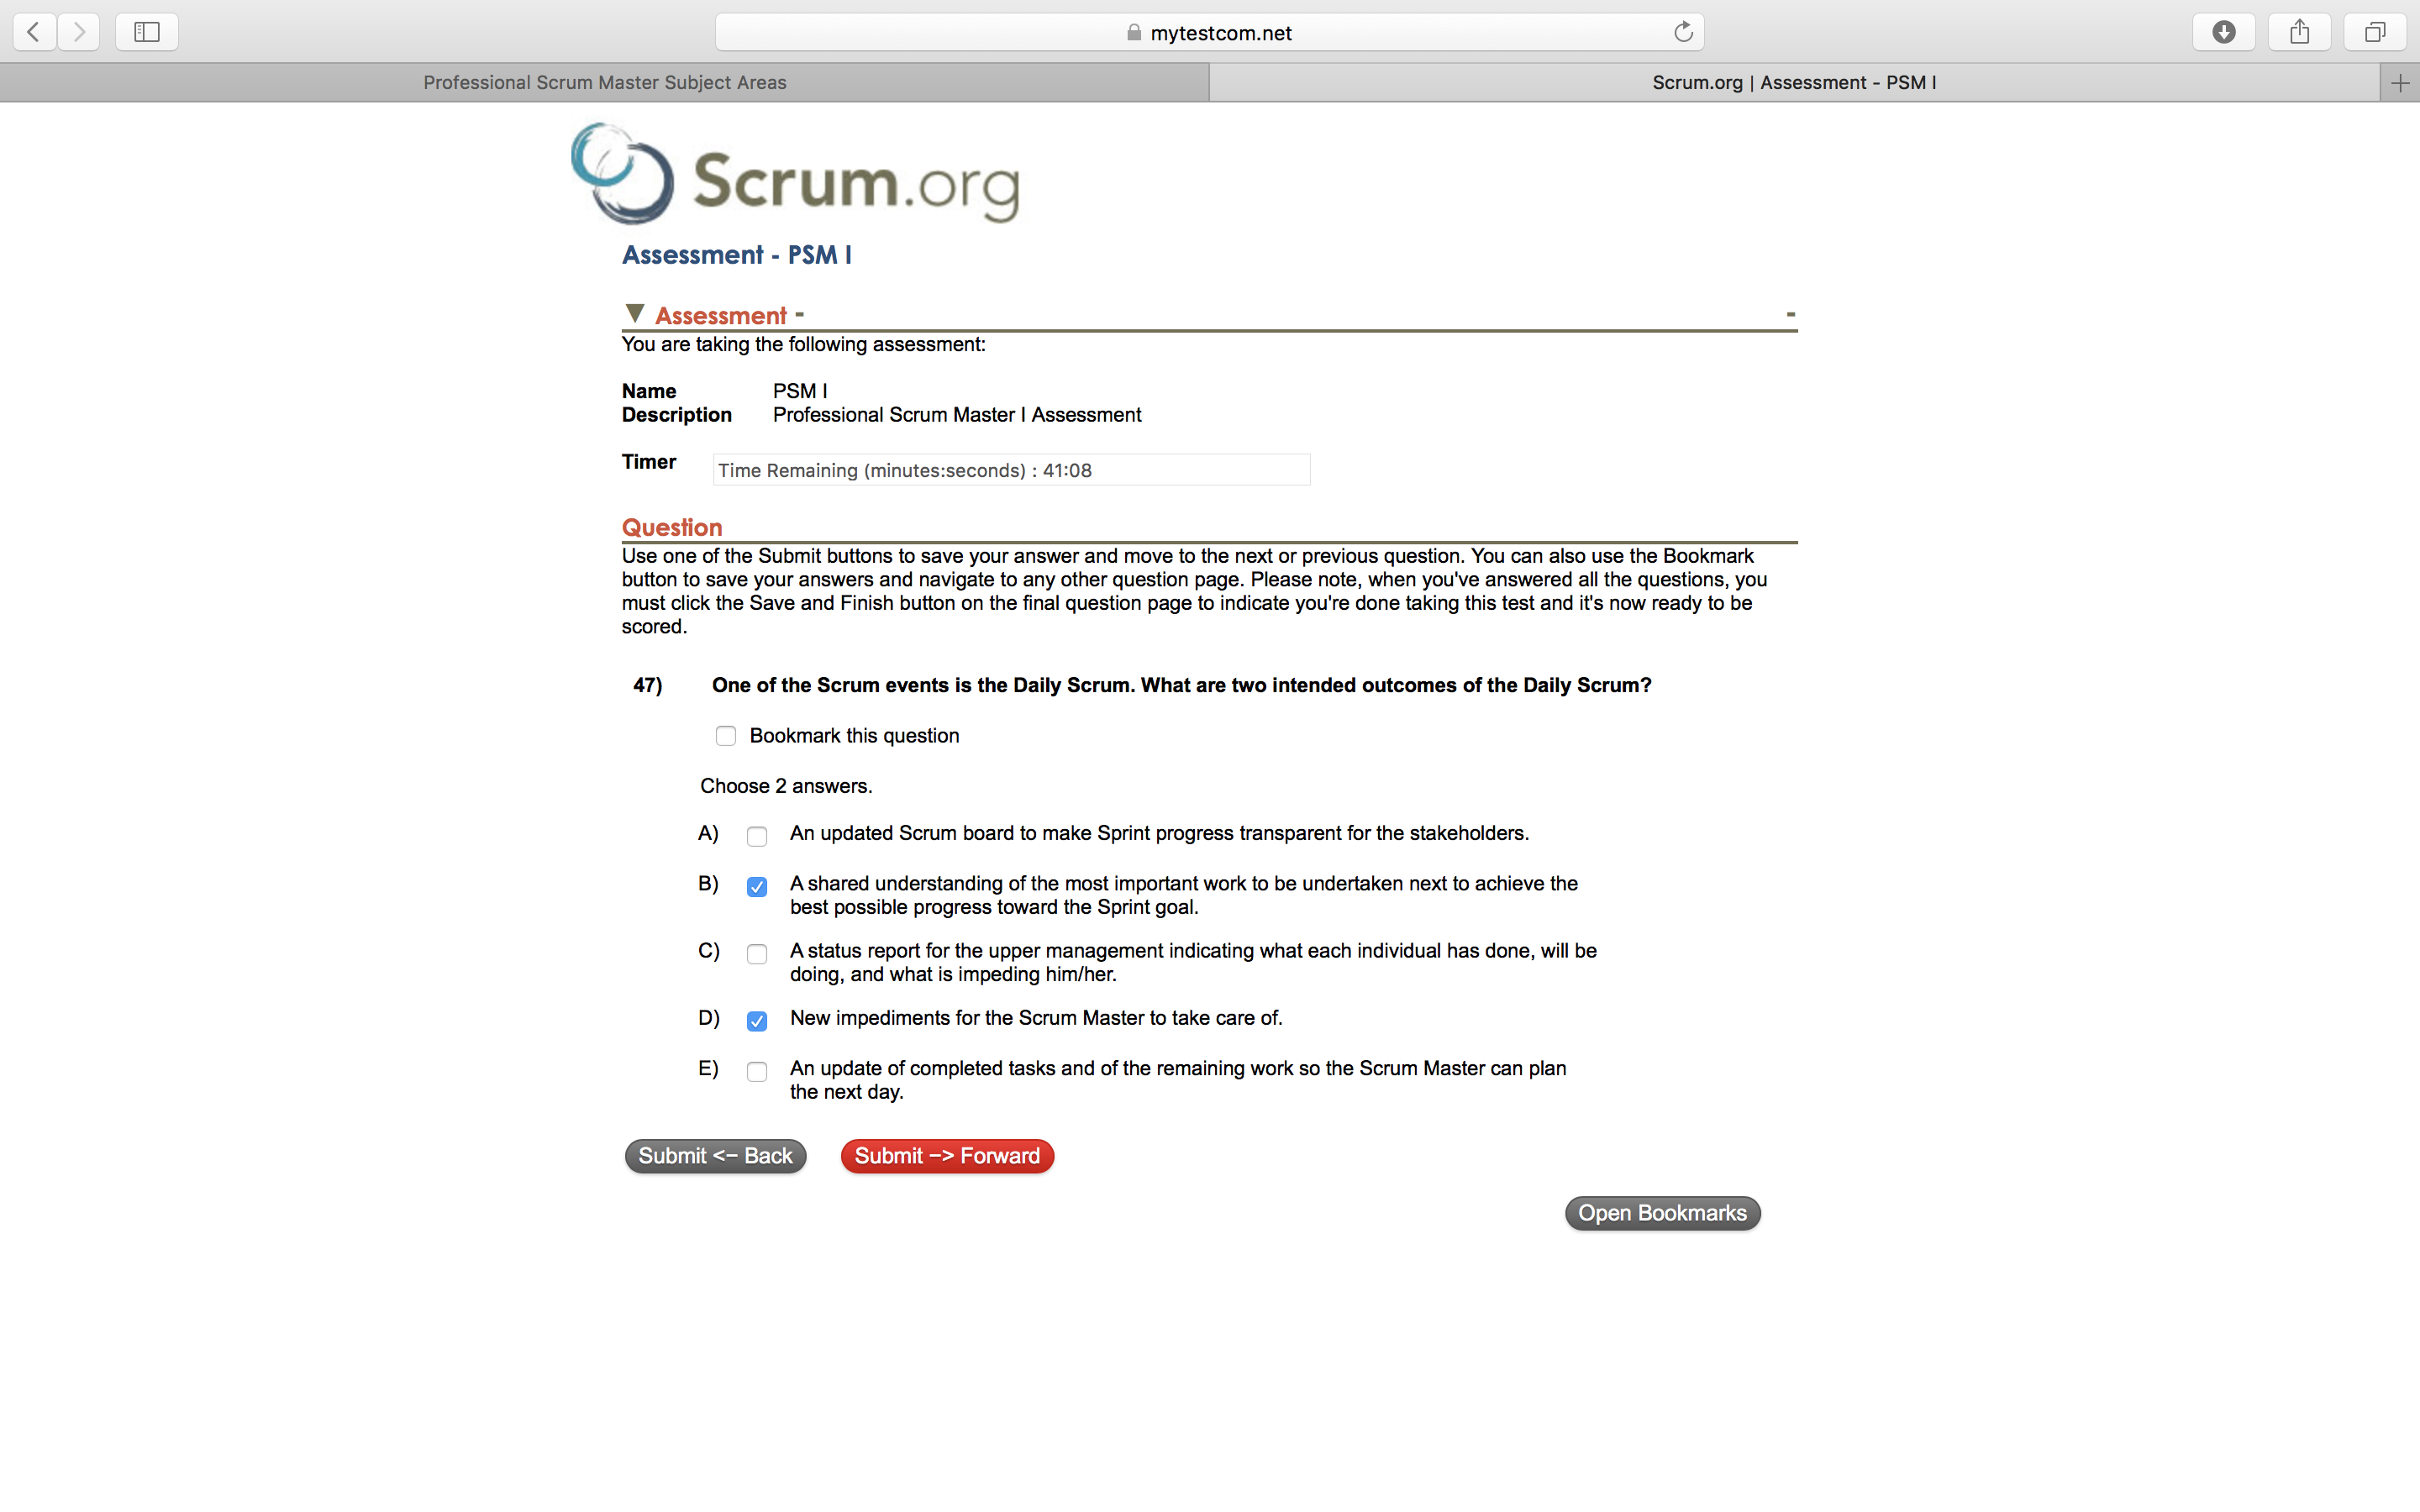 mytestcom.net
Professional Scrum Master Subject Areas
Scrum.org | Assessment - PSM I
Scrum.org
Assessment - PSM I
▼ Assessment - -
You are taking the following assessment:
Name PSM I
Description Professional Scrum Master I Assessment
Timer Time Remaining (minutes:seconds) : 41:08
Question
Use one of the Submit buttons to save your answer and move to the next or previous question. You can also use the Bookmark
button to save your answers and navigate to any other question page. Please note, when you've answered all the questions, you
must click the Save and Finish button on the final question page to indicate you're done taking this test and it's now ready to be
scored.
47) One of the Scrum events is the Daily Scrum. What are two intended outcomes of the Daily Scrum?
Bookmark this question
Choose 2 answers.
A) An updated Scrum board to make Sprint progress transparent for the stakeholders.
B) A shared understanding of the most important work to be undertaken next to achieve the
best possible progress toward the Sprint goal.
C) A status report for the upper management indicating what each individual has done, will be
doing, and what is impeding him/her.
D) New impediments for the Scrum Master to take care of.
E) An update of completed tasks and of the remaining work so the Scrum Master can plan
the next day.
Submit <- Back Submit -> Forward
Open Bookmarks